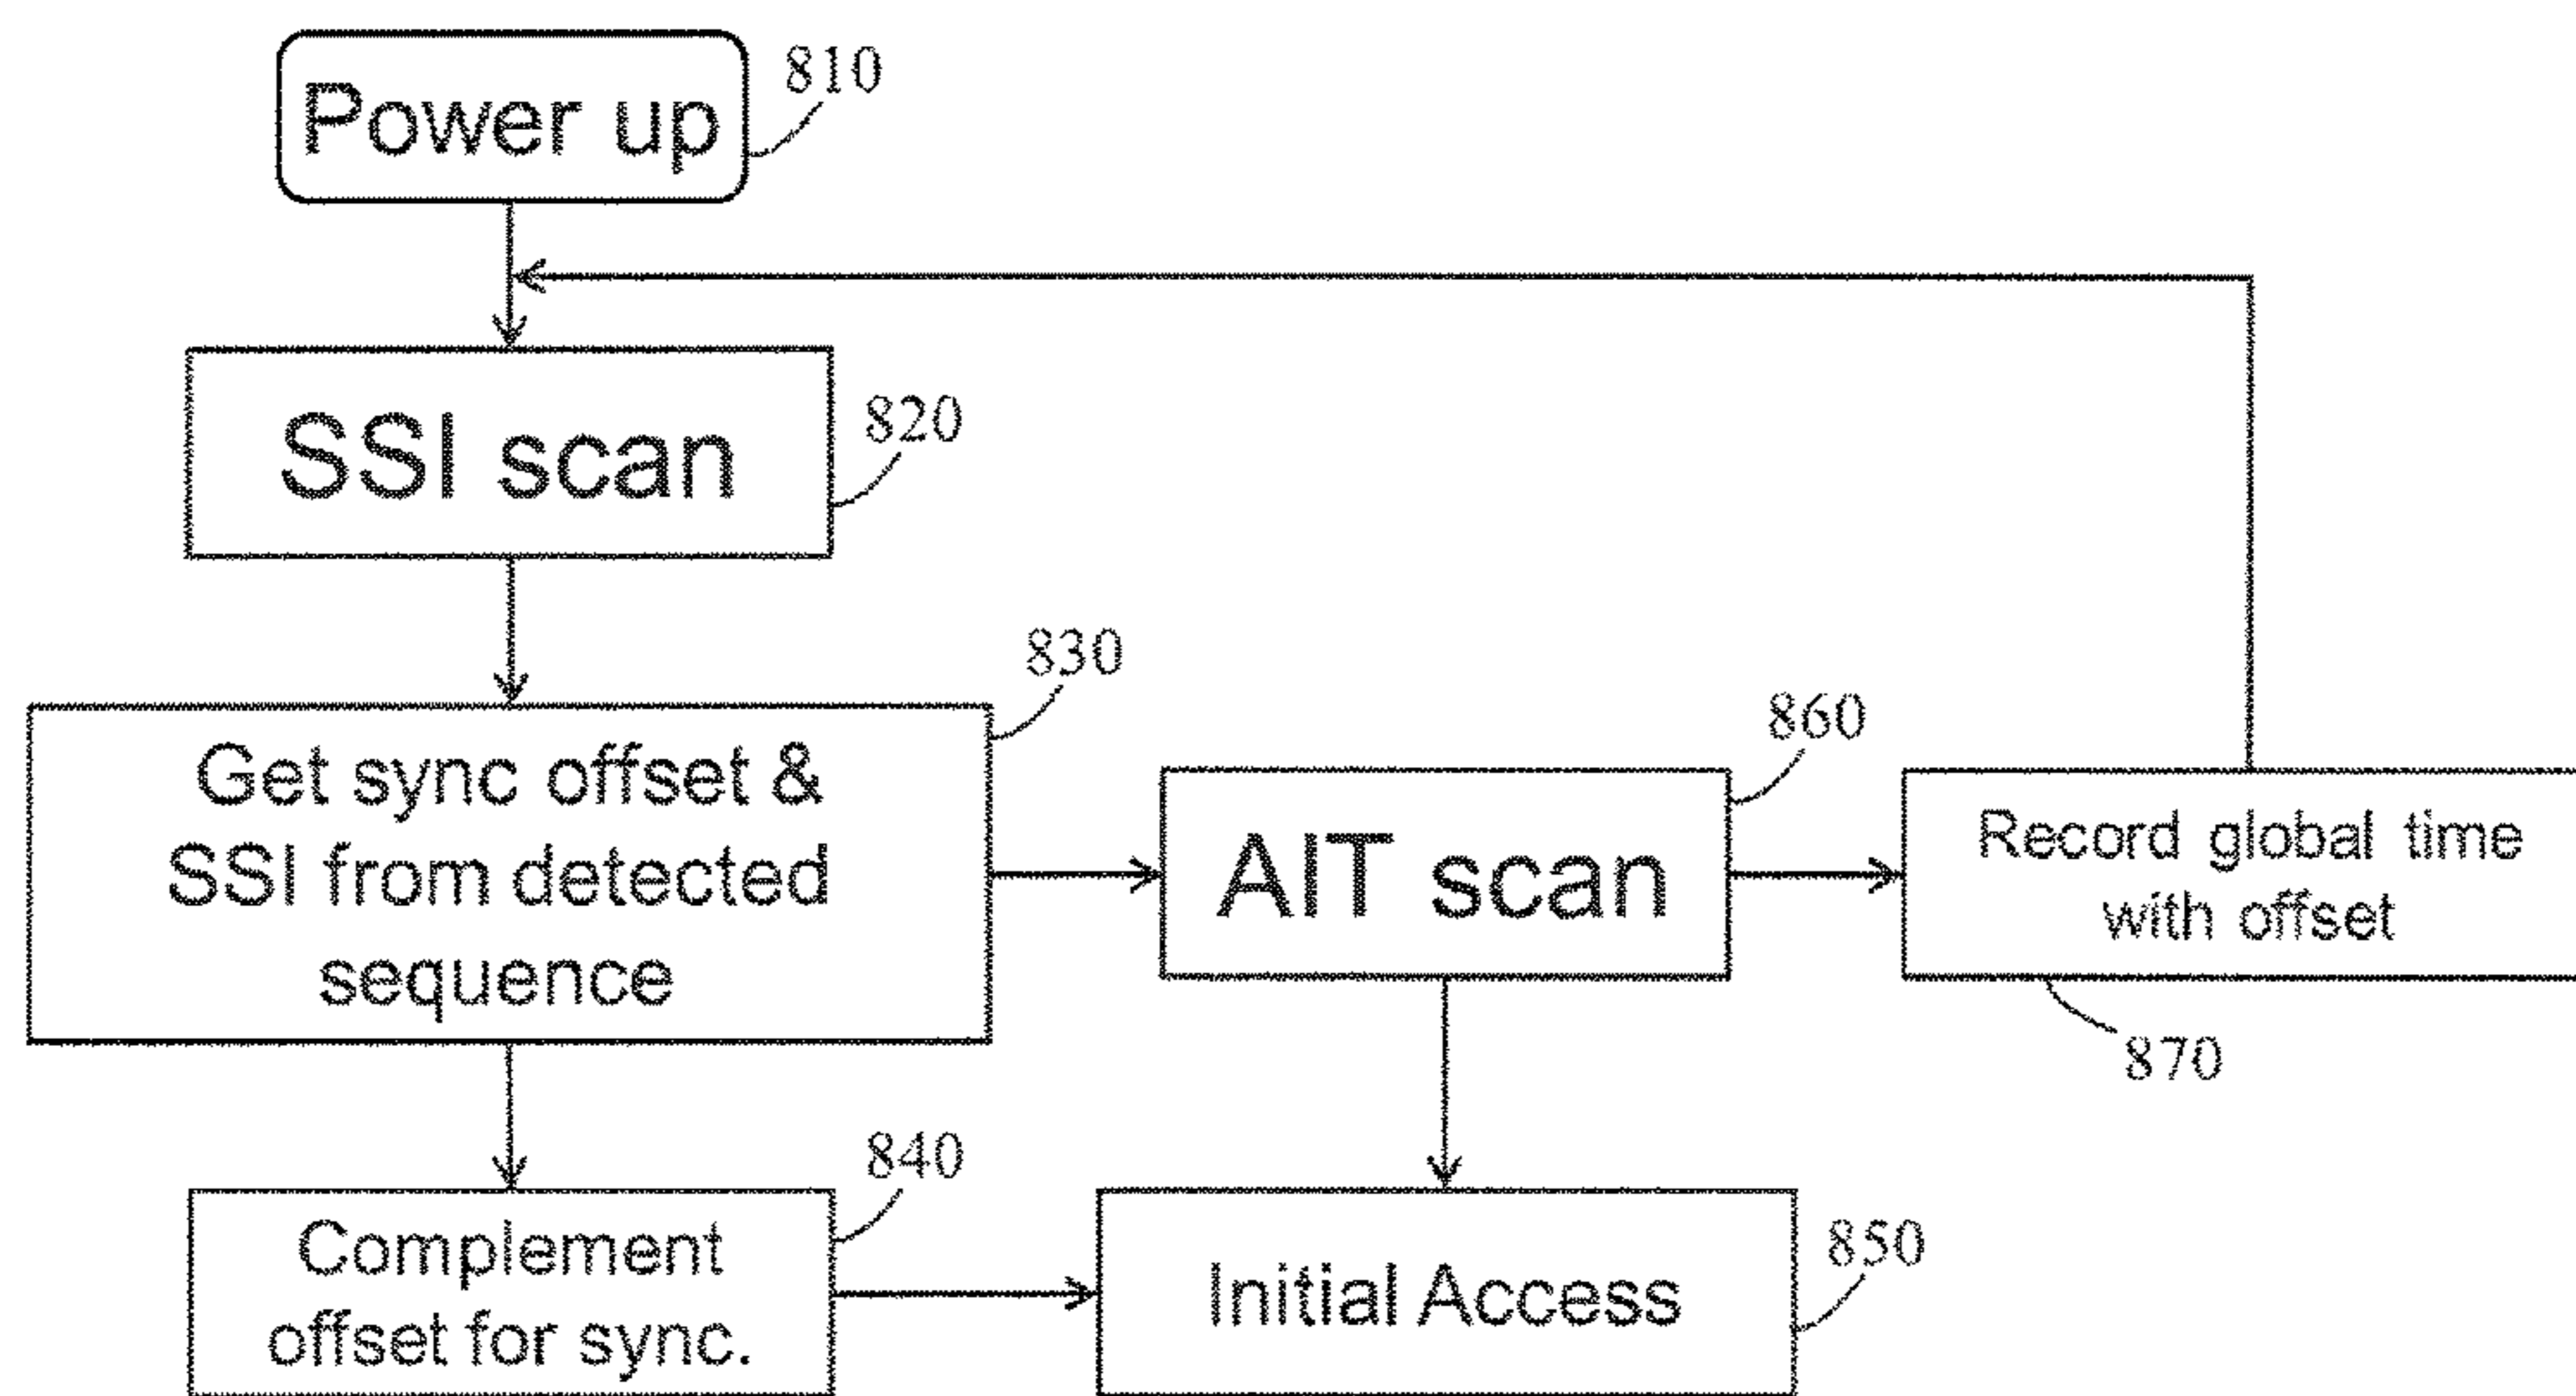 Power up
810
SSI scan
820
Get sync offset &
SSI from detected
sequence
830
AIT scan
860
Record global time
with offset
870
Complement
offset for sync.
840
Initial Access
850